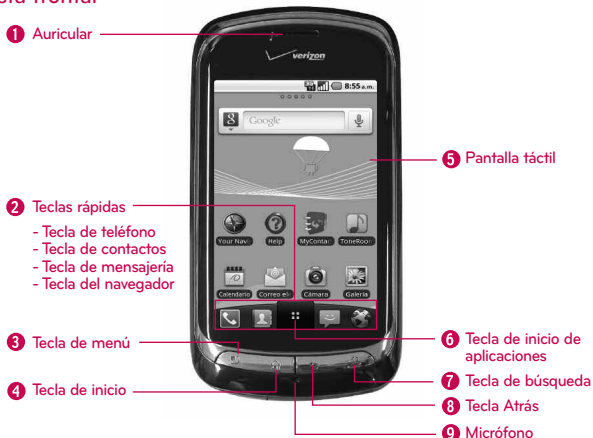 sta frontal
1 Auricular
verizon
8:55 a.m.
Google
5 Pantalla táctil
2 Teclas rápidas
- Tecla de teléfono
- Tecla de contactos
- Tecla de mensajería
- Tecla del navegador
Your Navi
Help
MyContac
ToneRoom
Calendario
Correo ele
Cámara
Galería
3 Tecla de menú
6 Tecla de inicio de
aplicaciones
4 Tecla de inicio
7 Tecla de búsqueda
8 Tecla Atrás
9 Micrófono